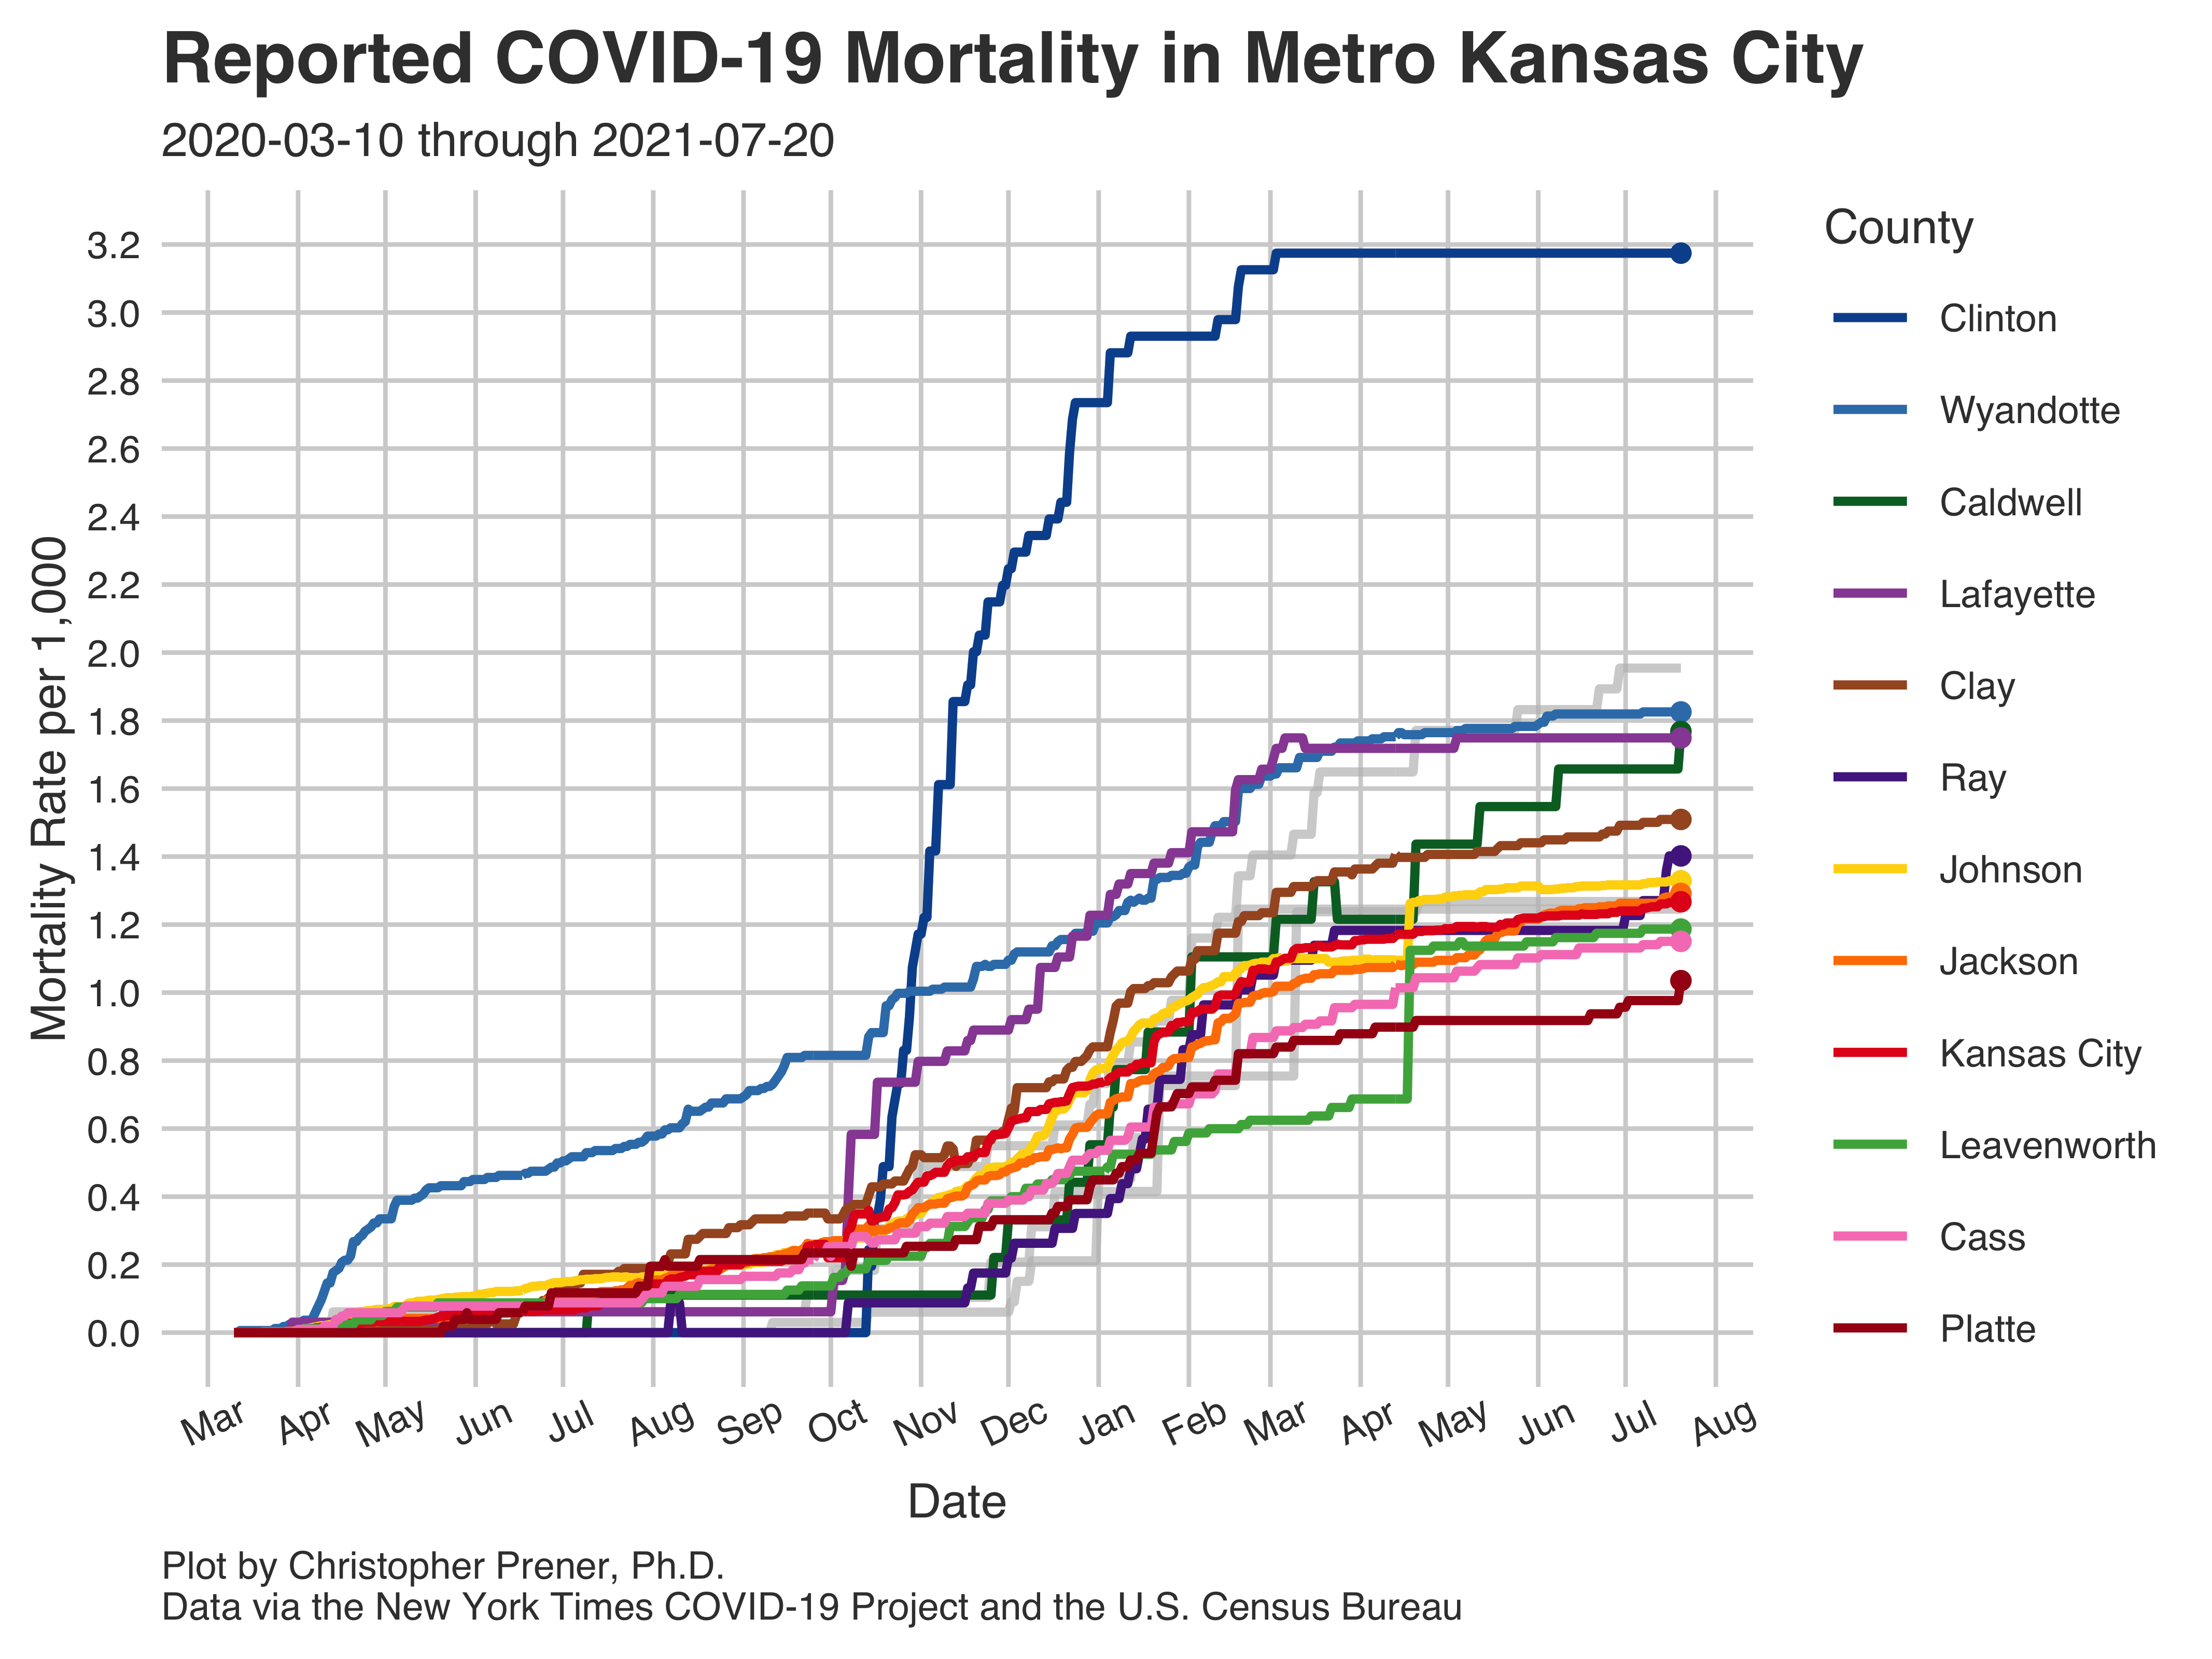 Reported COVID-19 Mortality in Metro Kansas City
2020-03-10 through 2021-07-20
Mortality Rate per 1,000
3.2
3.0
2.8
2.6
2.4
2.2
2.0
1.8
1.6
1.4
1.2
1.0
0.8
0.6
0.4
0.2
0.0
Mar Apr May Jun Jul Aug Sep Oct Nov Dec Jan Feb Mar Apr May Jun Jul Aug
Date
County
Clinton
Wyandotte
Caldwell
Lafayette
Clay
Ray
Johnson
Jackson
Kansas City
Leavenworth
Cass
Platte
Plot by Christopher Prener, Ph.D.
Data via the New York Times COVID-19 Project and the U.S. Census Bureau